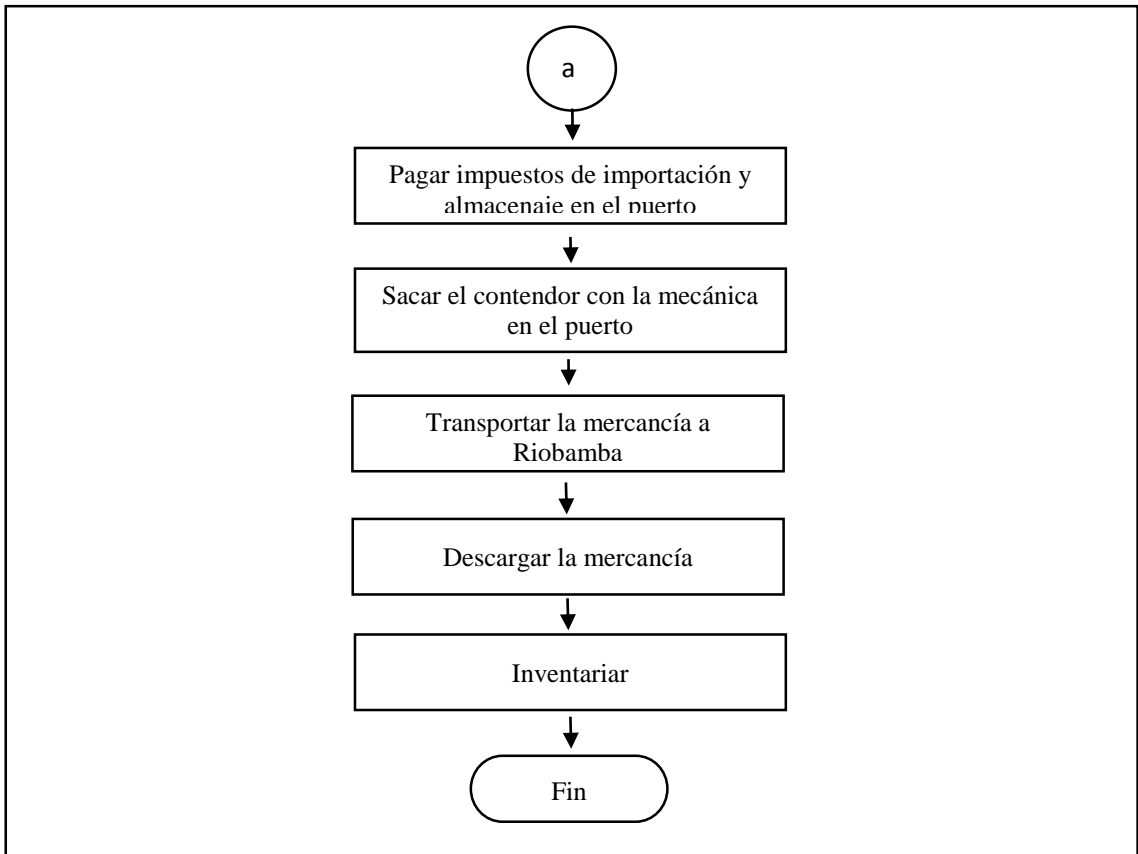 a
Pagar impuestos de importación y
almacenaje en el puerto
Sacar el contendor con la mecánica
en el puerto
Transportar la mercancía a
Riobamba
Descargar la mercancía
Inventariar
Fin